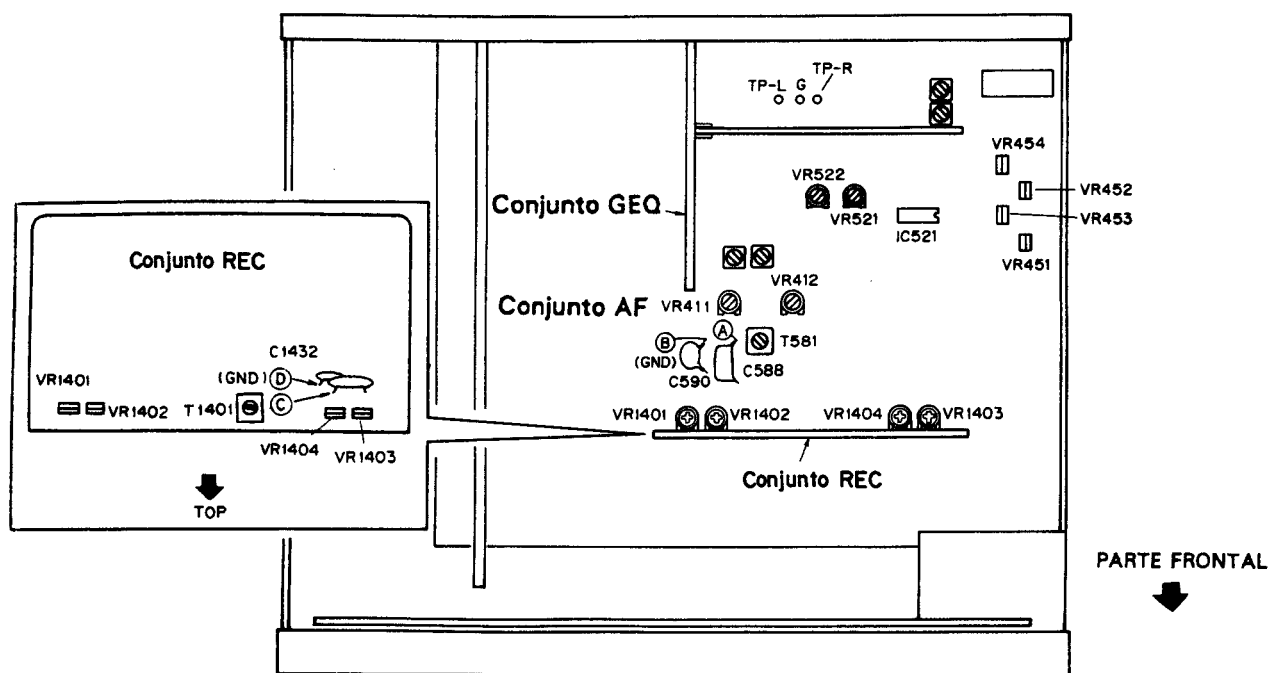 TP-L G TP-R
VR454
VR452
VR453
VR451
VR522
VR521
IC521
Conjunto GEQ
VR412
VR411
Conjunto AF
A
B
(GND)
T581
C590
C588
VR1401
VR1402
VR1404
VR1403
Conjunto REC
Conjunto REC
C1432
(GND) D
C
VR1401
VR1402
T1401
VR1404
VR1403
TOP
PARTE FRONTAL